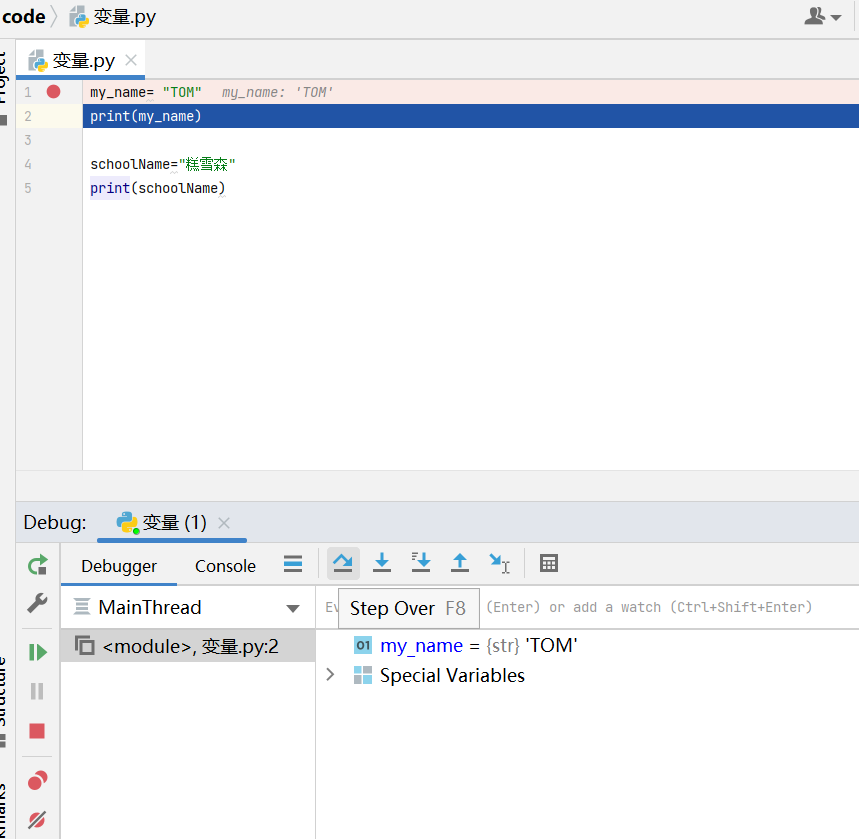 code 变量.py
变量.py
Project
1 my_name= "TOM" my_name: 'TOM'
2 print(my_name)
3
4 schoolName="糕雪森"
5 print(schoolName)
Debug: 变量 (1)
Debugger Console
MainThread
Step Over F8 (Enter) or add a watch (Ctrl+Shift+Enter)
<module>, 变量.py:2
01 my_name = {str} 'TOM'
Special Variables
Structure